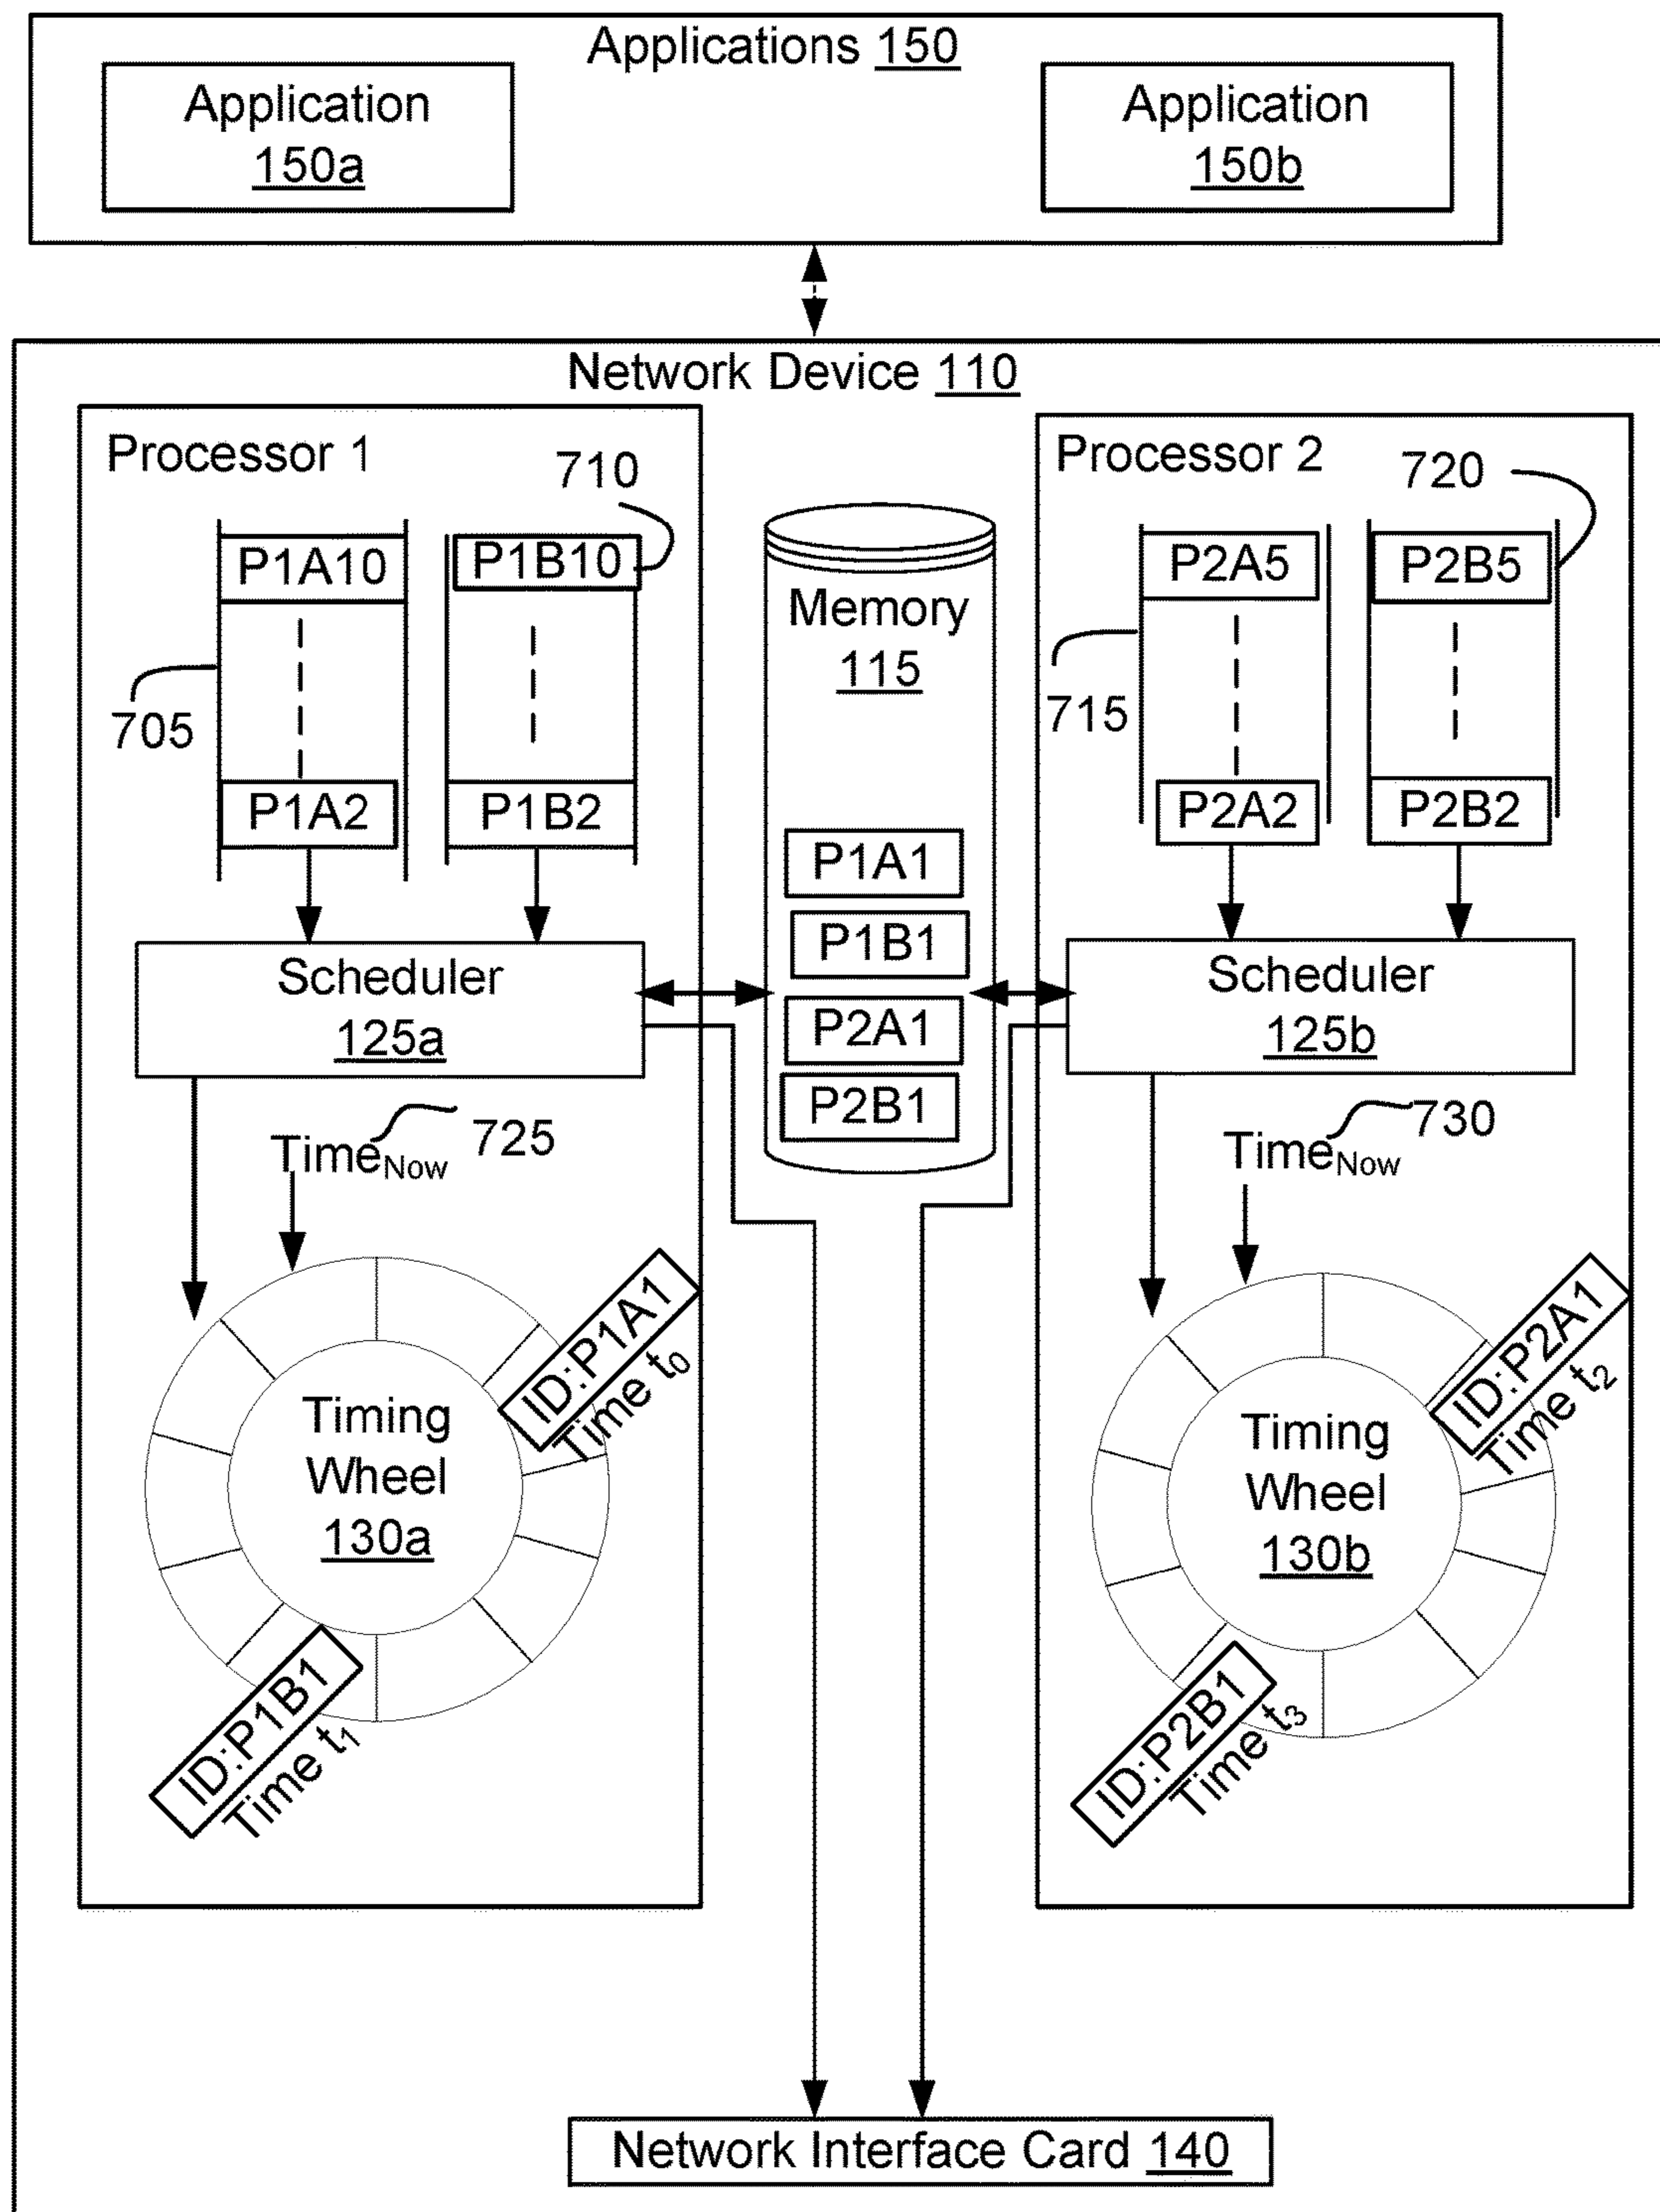 Applications 150
Application
150a
Application
150b
Network Device 110
Processor 1
710
P1A10
P1B10
705
P1A2
P1B2
Scheduler
125a
TimeNow
725
Timing
Wheel
130a
ID:P1A1
Time t0
ID:P1B1
Time t1
Memory
115
P1A1
P1B1
P2A1
P2B1
Processor 2
720
P2A5
P2B5
715
P2A2
P2B2
Scheduler
125b
TimeNow
730
Timing
Wheel
130b
ID:P2A1
Time t2
ID:P2B1
Time t3
Network Interface Card 140